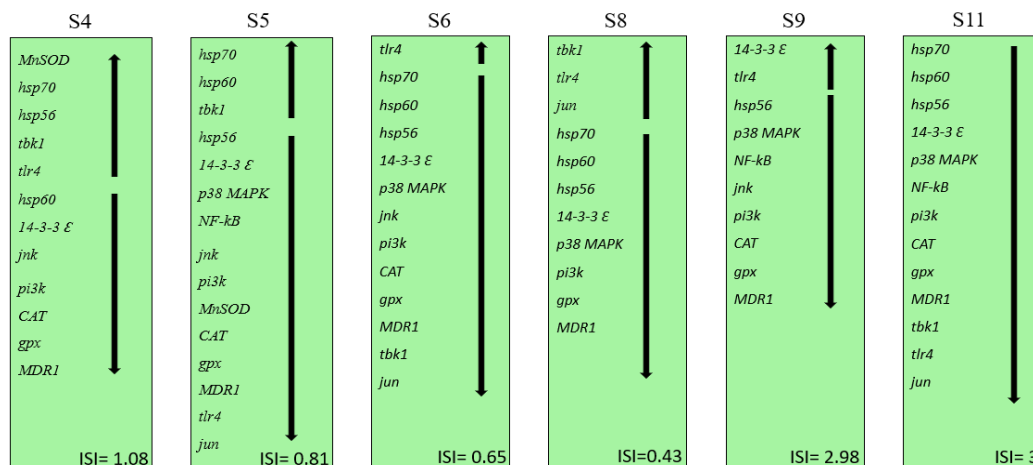 S4
MnSOD
hsp70
hsp56
tbk1
tlr4
hsp60
14-3-3 ℇ
jnk
pi3k
CAT
gpx
MDR1
ISI= 1.08
S5
hsp70
hsp60
tbk1
hsp56
14-3-3 ℇ
p38 MAPK
NF-kB
jnk
pi3k
MnSOD
CAT
gpx
MDR1
tlr4
jun
ISI= 0.81
S6
tlr4
hsp70
hsp60
hsp56
14-3-3 ℇ
p38 MAPK
jnk
pi3k
CAT
gpx
MDR1
tbk1
jun
ISI= 0.65
S8
tbk1
tlr4
jun
hsp70
hsp60
hsp56
14-3-3 ℇ
p38 MAPK
pi3k
gpx
MDR1
ISI=0.43
S9
14-3-3 ℇ
tlr4
hsp56
p38 MAPK
NF-kB
jnk
pi3k
CAT
gpx
MDR1
ISI= 2.98
S11
hsp70
hsp60
hsp56
14-3-3 ℇ
p38 MAPK
NF-kB
pi3k
CAT
gpx
MDR1
tbk1
tlr4
jun
ISI= 3